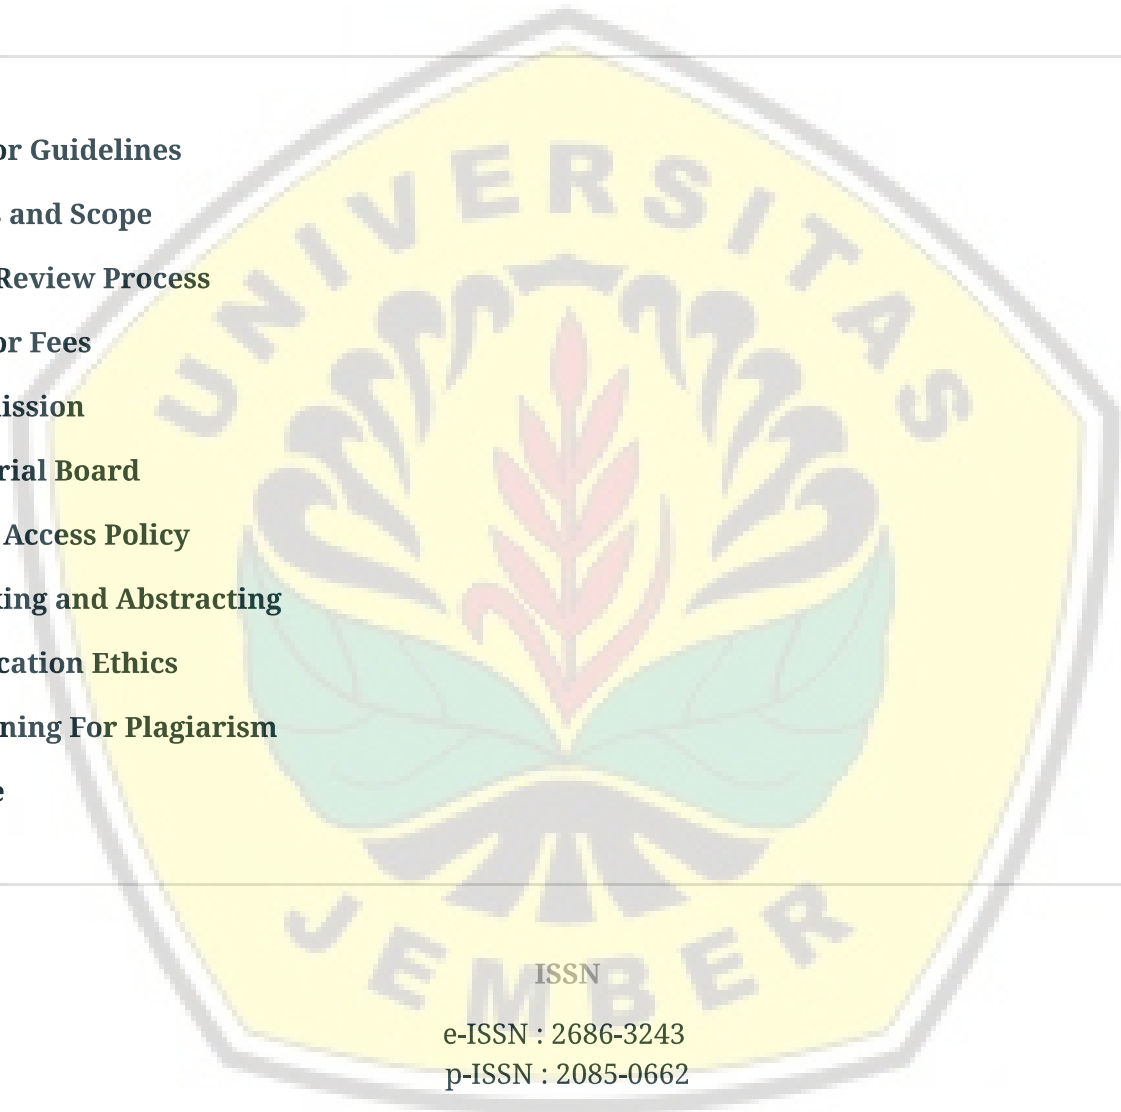 UNIVERSITAS
or Guidelines
s and Scope
Review Process
or Fees
ission
rial Board
Access Policy
king and Abstracting
cation Ethics
ning For Plagiarism
e
JEMBER
ISSN
e-ISSN : 2686-3243
p-ISSN : 2085-0662